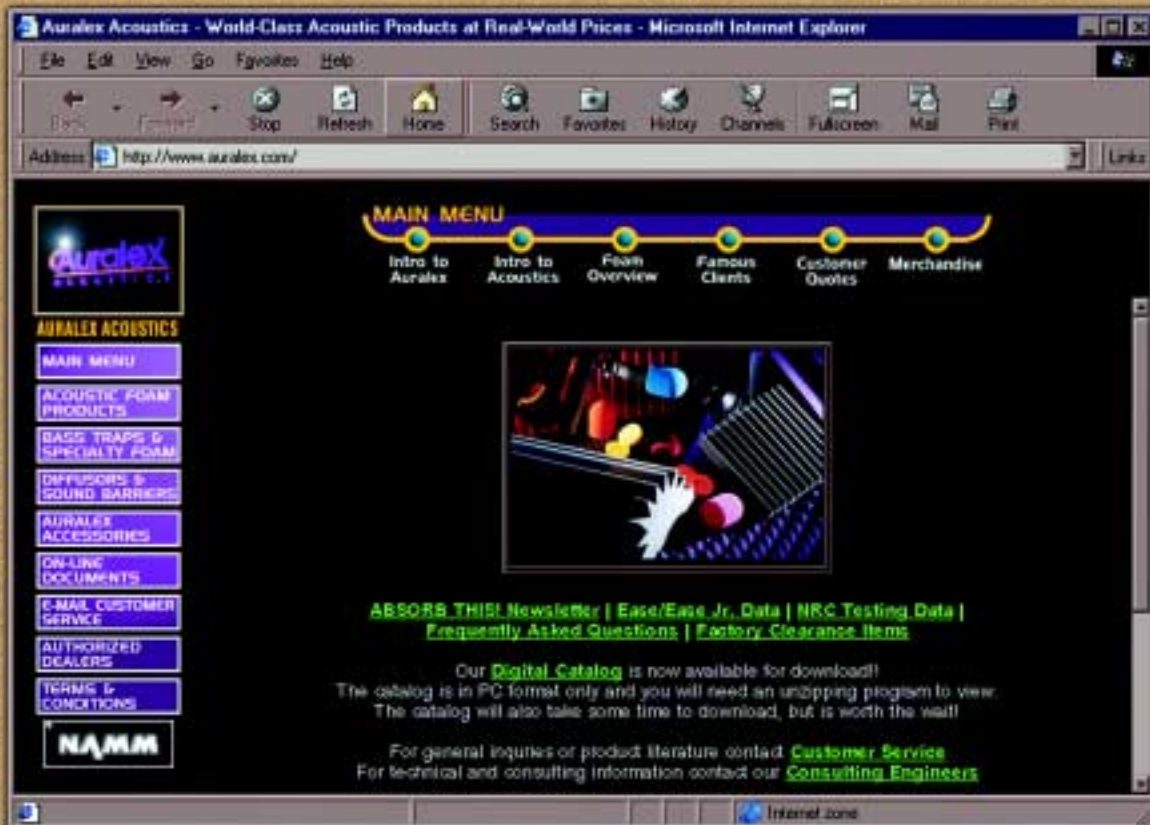 Auralex Acoustics - World-Class Acoustic Products at Real-World Prices - Microsoft Internet Explorer
File Edit View Go Favorites Help
Back Forward Stop Refresh Home Search Favorites History Channels Fullscreen Mail Print
Address http://www.auralex.com/ Links
Auralex
ACOUSTICS
AURALEX ACOUSTICS
MAIN MENU
ACOUSTIC FOAM
PRODUCTS
BASS TRAPS &
SPECIALTY FOAM
DIFFUSORS &
SOUND BARRIERS
AURALEX
ACCESSORIES
ON-LINE
DOCUMENTS
E-MAIL CUSTOMER
SERVICE
AUTHORIZED
DEALERS
TERMS &
CONDITIONS
NAMM
MAIN MENU
Intro to
Auralex
Intro to
Acoustics
Foam
Overview
Famous
Clients
Customer
Quotes
Merchandise
ABSORB THIS! Newsletter | Ease/Ease Jr. Data | NRC Testing Data |
Frequently Asked Questions | Factory Clearance Items
Our Digital Catalog is now available for download!!
The catalog is in PC format only and you will need an unzipping program to view.
The catalog will also take some time to download, but is worth the wait!
For general inquries or product literature contact Customer Service
For technical and consulting information contact our Consulting Engineers
Internet zone